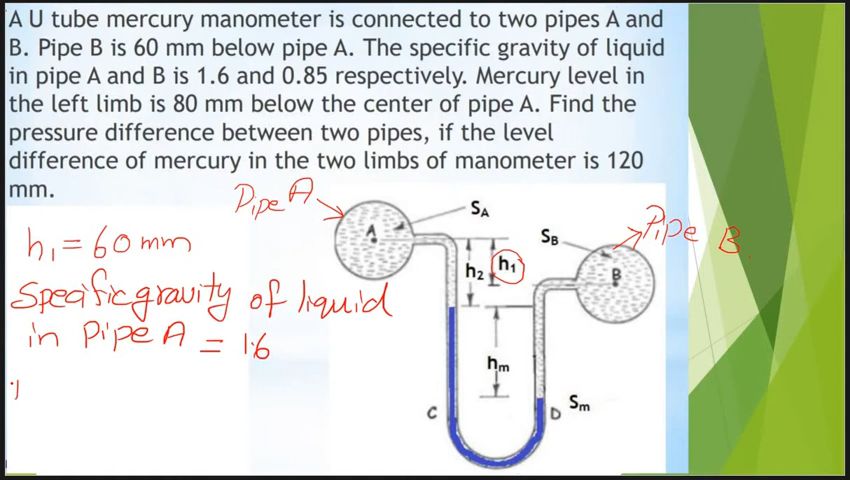 A U tube mercury manometer is connected to two pipes A and
B. Pipe B is 60 mm below pipe A. The specific gravity of liquid
in pipe A and B is 1.6 and 0.85 respectively. Mercury level in
the left limb is 80 mm below the center of pipe A. Find the
pressure difference between two pipes, if the level
difference of mercury in the two limbs of manometer is 120
mm.
Pipe A
h₁ = 60 mm
Specific gravity of liquid
in Pipe A = 1.6
A
S_A
S_B
Pipe B
h₂
h₁
B
h_m
C
D
S_m